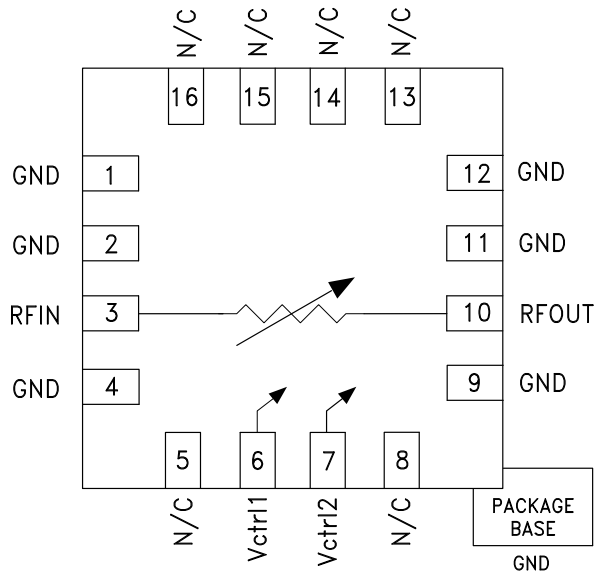 N/C N/C N/C N/C
16 15 14 13
GND 1 12 GND
GND 2 11 GND
RFIN 3 10 RFOUT
GND 4 9 GND
5 6 7 8
N/C Vctrl1 Vctrl2 N/C
PACKAGE
BASE
GND